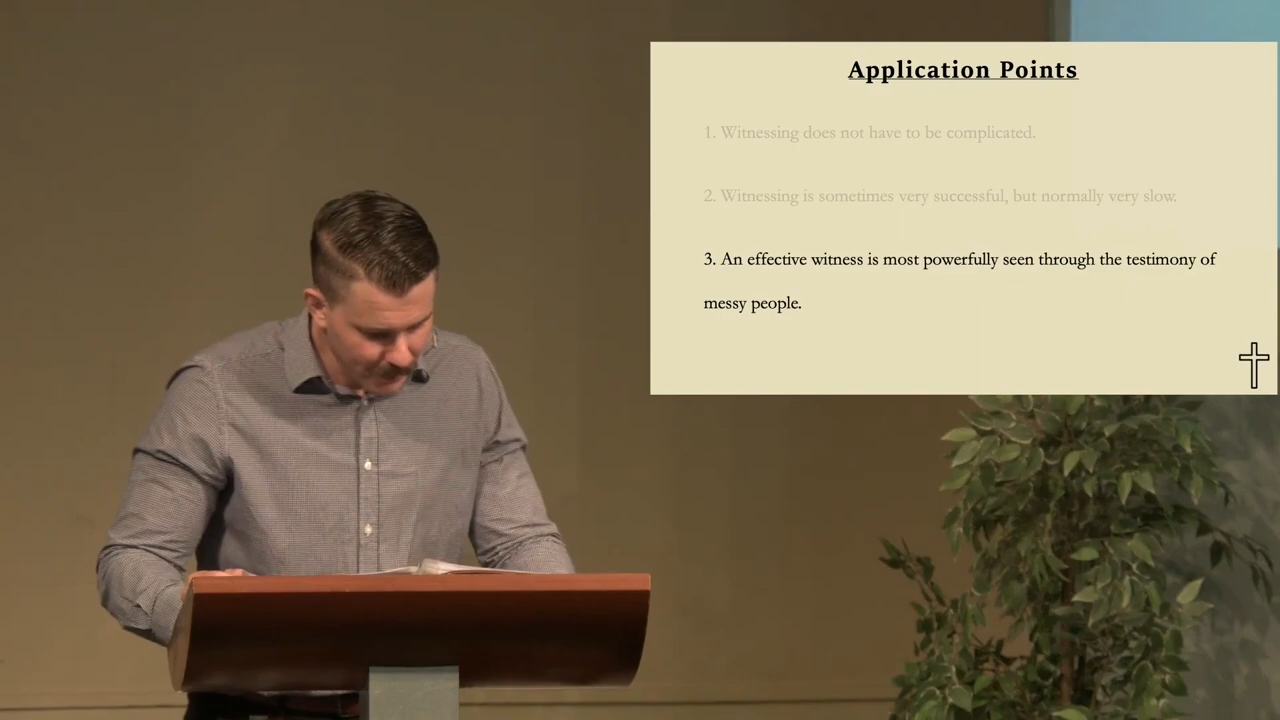 Application Points
1. Witnessing does not have to be complicated.
2. Witnessing is sometimes very successful, but normally very slow.
3. An effective witness is most powerfully seen through the testimony of
messy people.